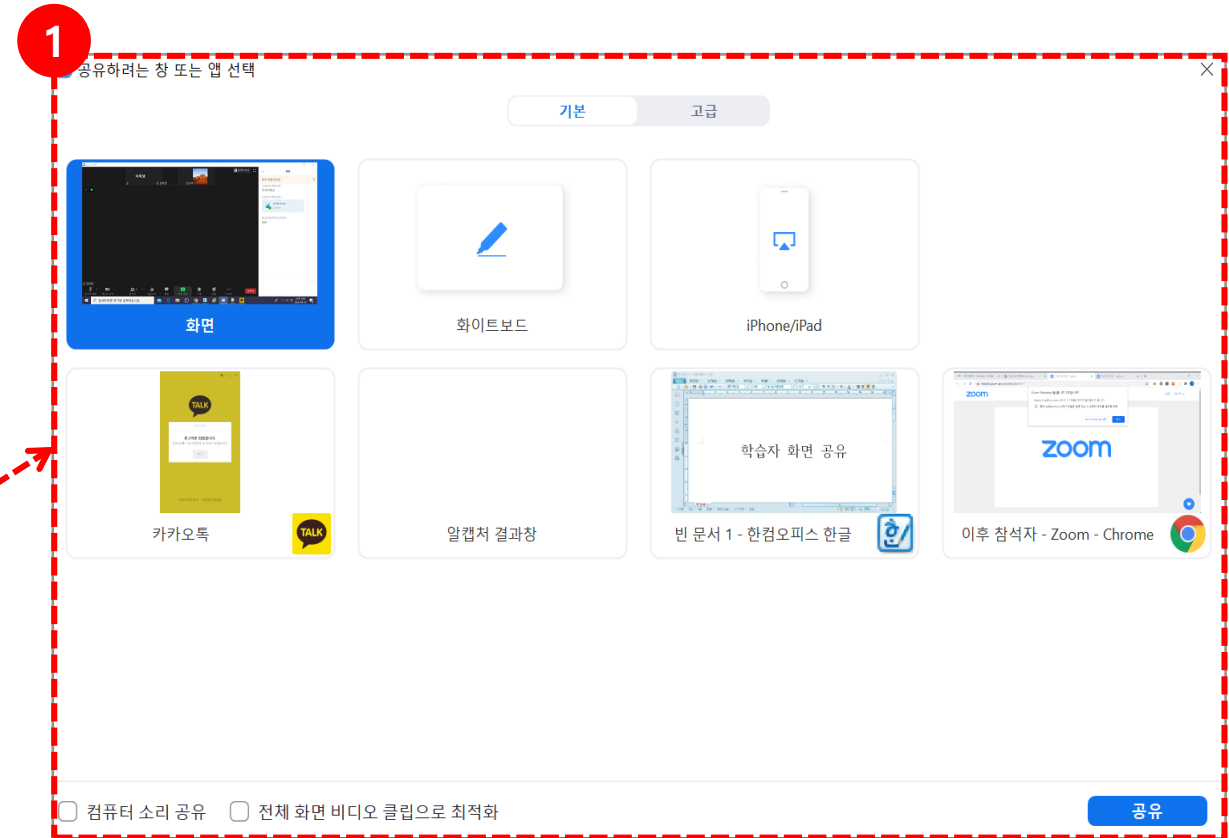 1
공유하려는 창 또는 앱 선택
기본
고급
화면
화이트보드
iPhone/iPad
TALK
카카오톡
TALK
알캡처 결과창
학습자 화면 공유
빈 문서 1 - 한컴오피스 한글
한/
zoom
zoom
이후 참석자 - Zoom - Chrome
컴퓨터 소리 공유
전체 화면 비디오 클립으로 최적화
공유